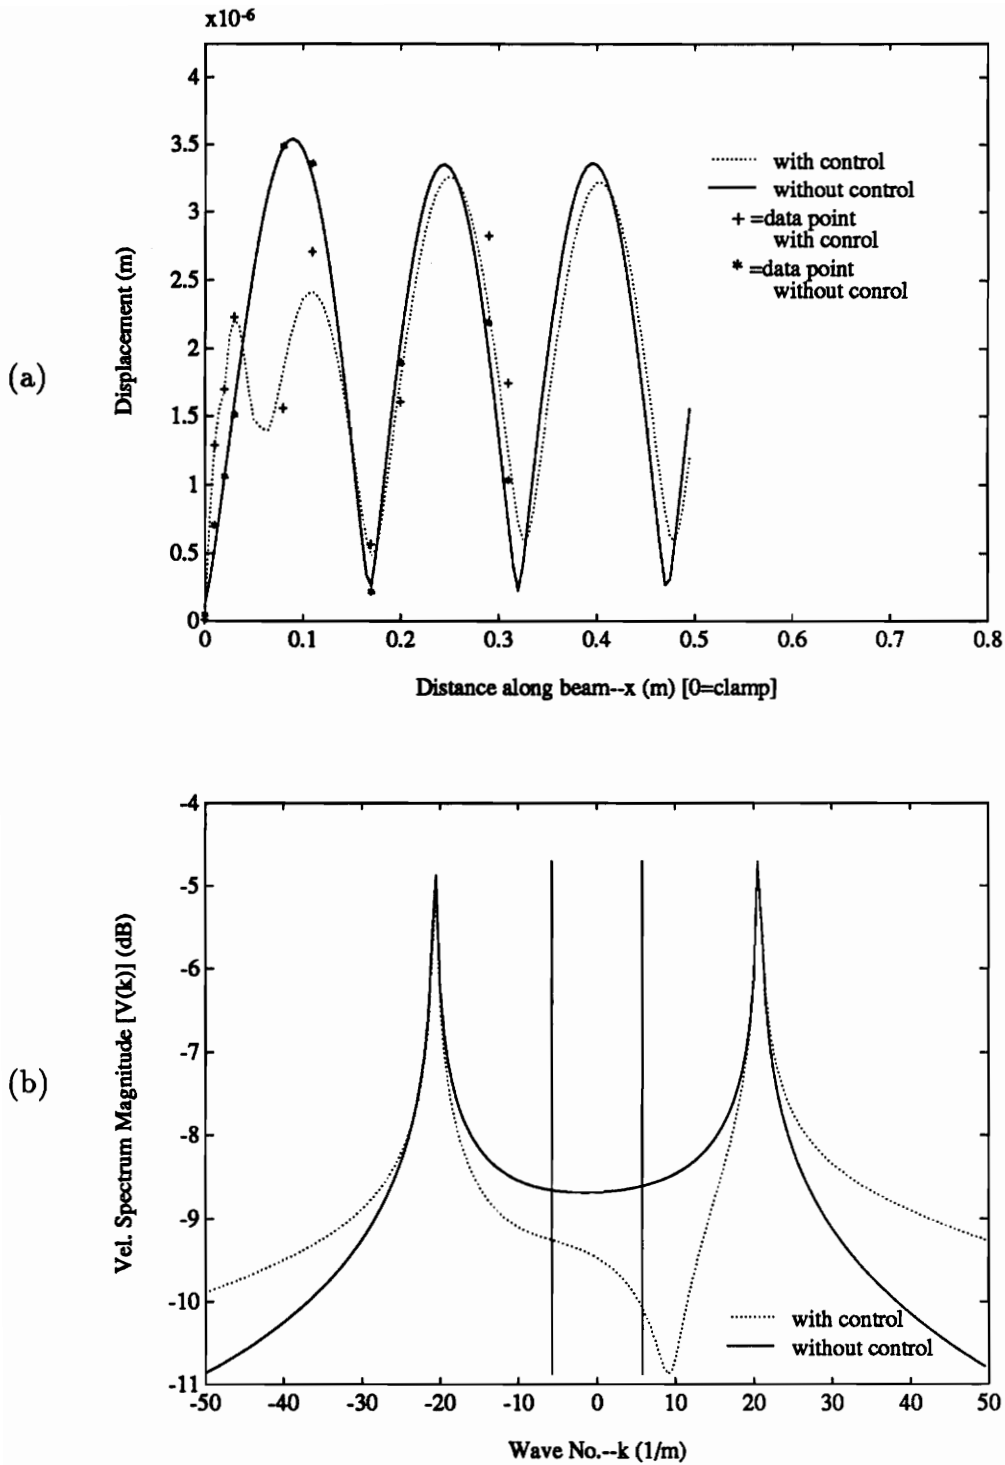 x10-6
4
3.5
3
2.5
2
1.5
1
0.5
0
Displacement (m)
(a)
with control
without control
+ =data point
with conrol
* =data point
without conrol
0 0.1 0.2 0.3 0.4 0.5 0.6 0.7 0.8
Distance along beam--x (m) [0=clamp]
-4
-5
-6
-7
-8
-9
-10
-11
Vel. Spectrum Magnitude [V(k)] (dB)
(b)
with control
without control
-50 -40 -30 -20 -10 0 10 20 30 40 50
Wave No.--k (1/m)